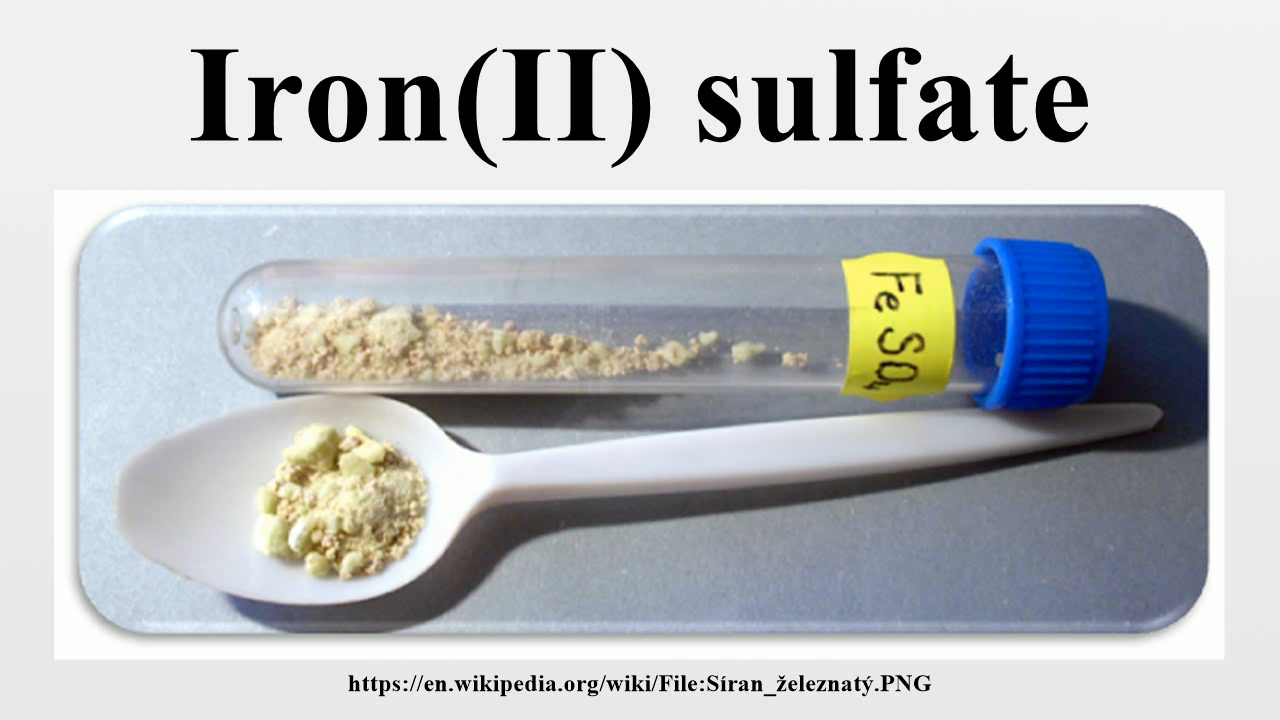 Iron(II) sulfate
Fe SO₄
https://en.wikipedia.org/wiki/File:Síran_železnatý.PNG